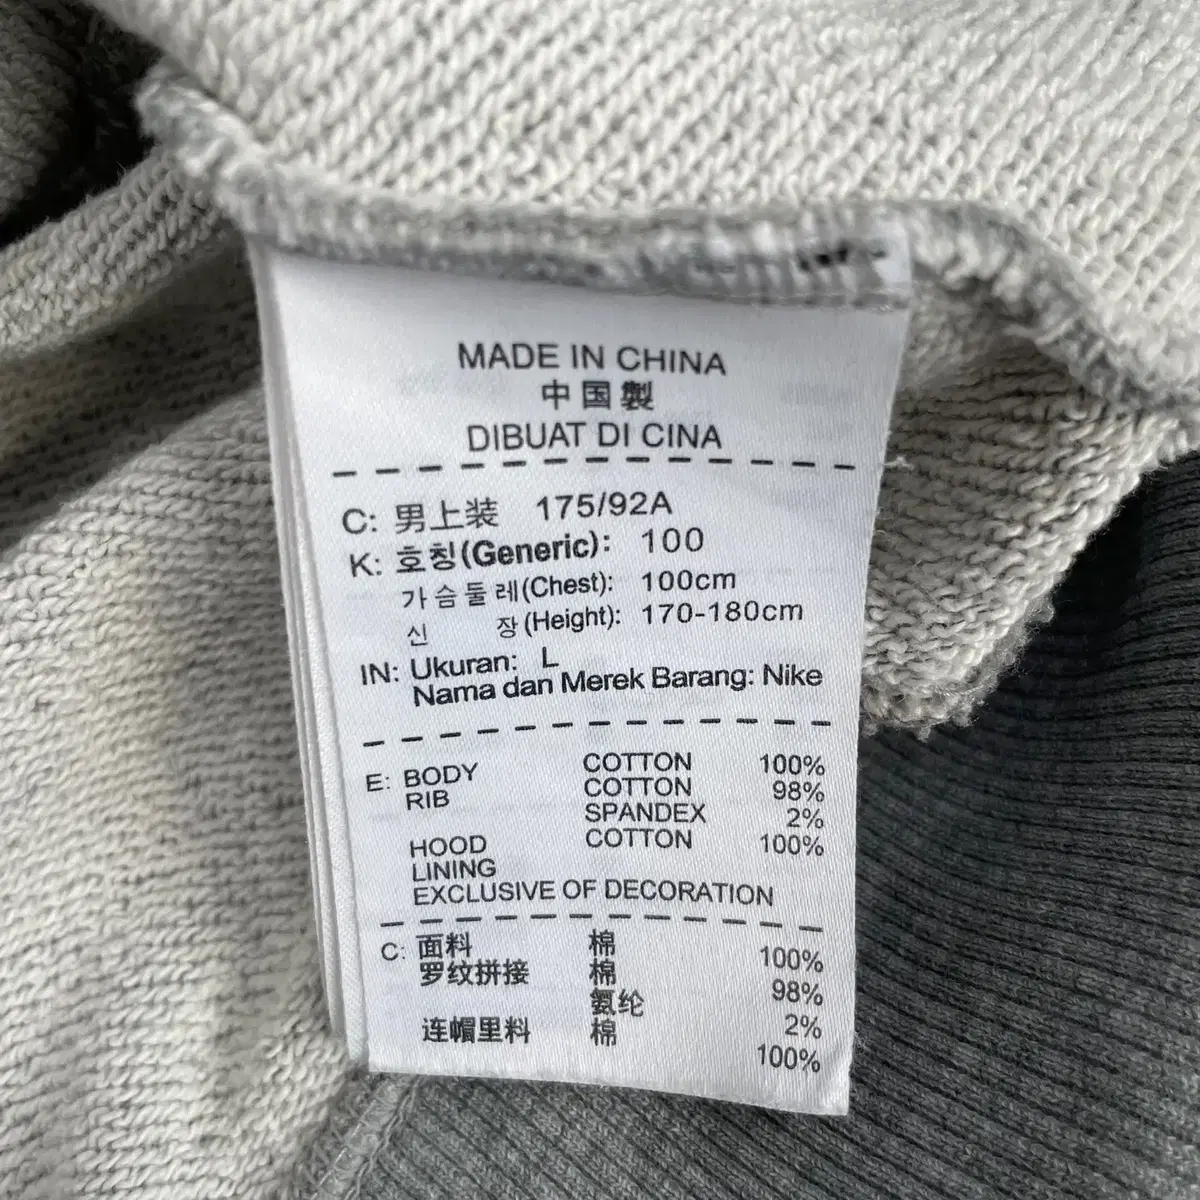 MADE IN CHINA
中国製
DIBUAT DI CINA
C: 男上装 175/92A
K: 호칭(Generic): 100
가슴둘레(Chest): 100cm
신 장(Height): 170-180cm
IN: Ukuran: L
Nama dan Merek Barang: Nike
E: BODY COTTON 100%
RIB COTTON 98%
SPANDEX 2%
HOOD COTTON 100%
LINING
EXCLUSIVE OF DECORATION
C: 面料 棉 100%
罗纹拼接 棉 98%
氨纶 2%
连帽里料 棉 100%